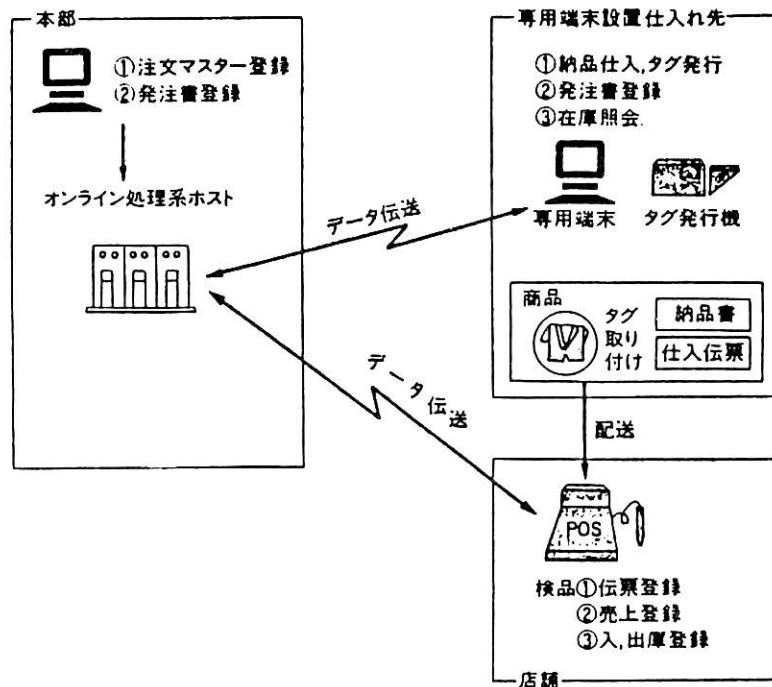 本部
①注文マスター登録
②発注書登録
オンライン処理系ホスト
データ伝送
データ伝送
専用端末設置仕入れ先
①納品仕入,タグ発行
②発注書登録
③在庫照会.
専用端末
タグ発行機
商品
タグ
取り
付け
納品書
仕入伝票
配送
POS
検品①伝票登録
②売上登録
③入,出庫登録
店舗